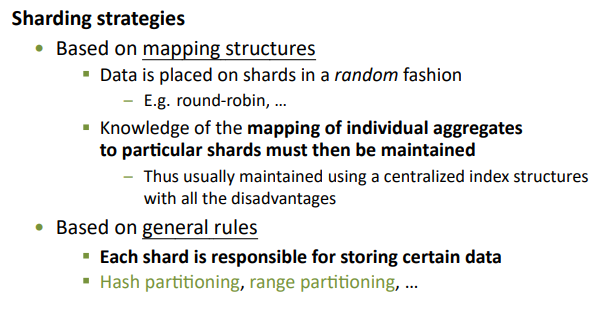 Sharding strategies
• Based on mapping structures
▪ Data is placed on shards in a random fashion
– E.g. round-robin, …
▪ Knowledge of the mapping of individual aggregates
to particular shards must then be maintained
– Thus usually maintained using a centralized index structures
with all the disadvantages
• Based on general rules
▪ Each shard is responsible for storing certain data
▪ Hash partitioning, range partitioning, …